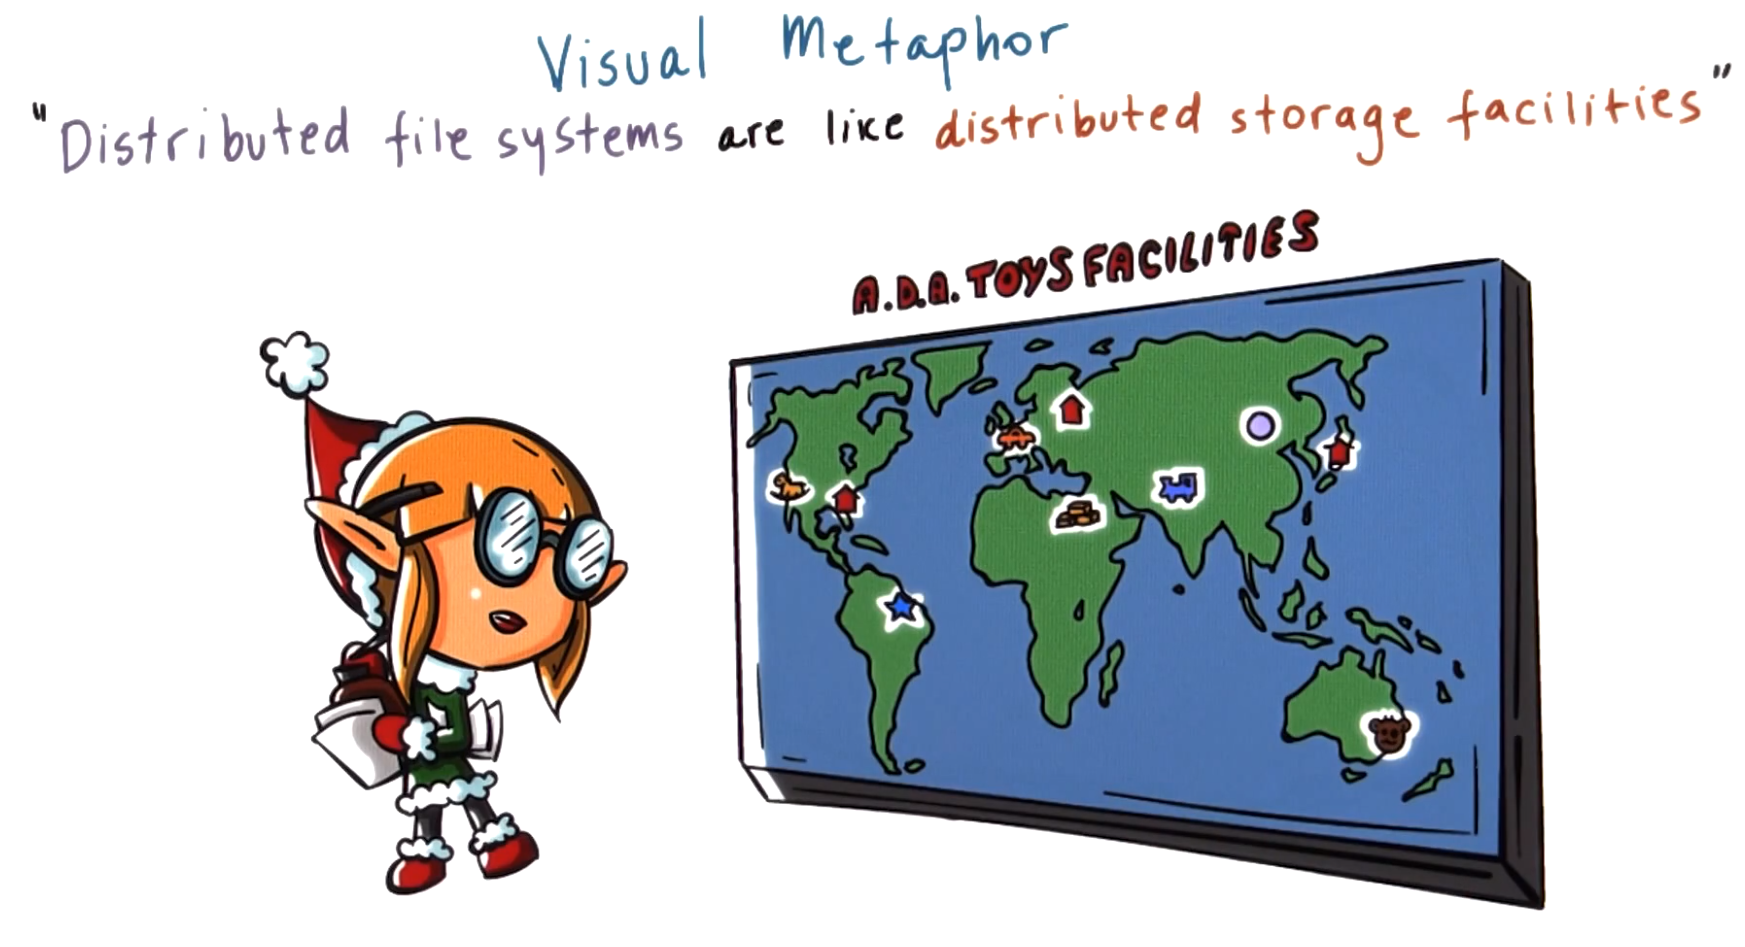 Visual Metaphor
"Distributed file systems are like distributed storage facilities"
A.D.A. TOYS FACILITIES